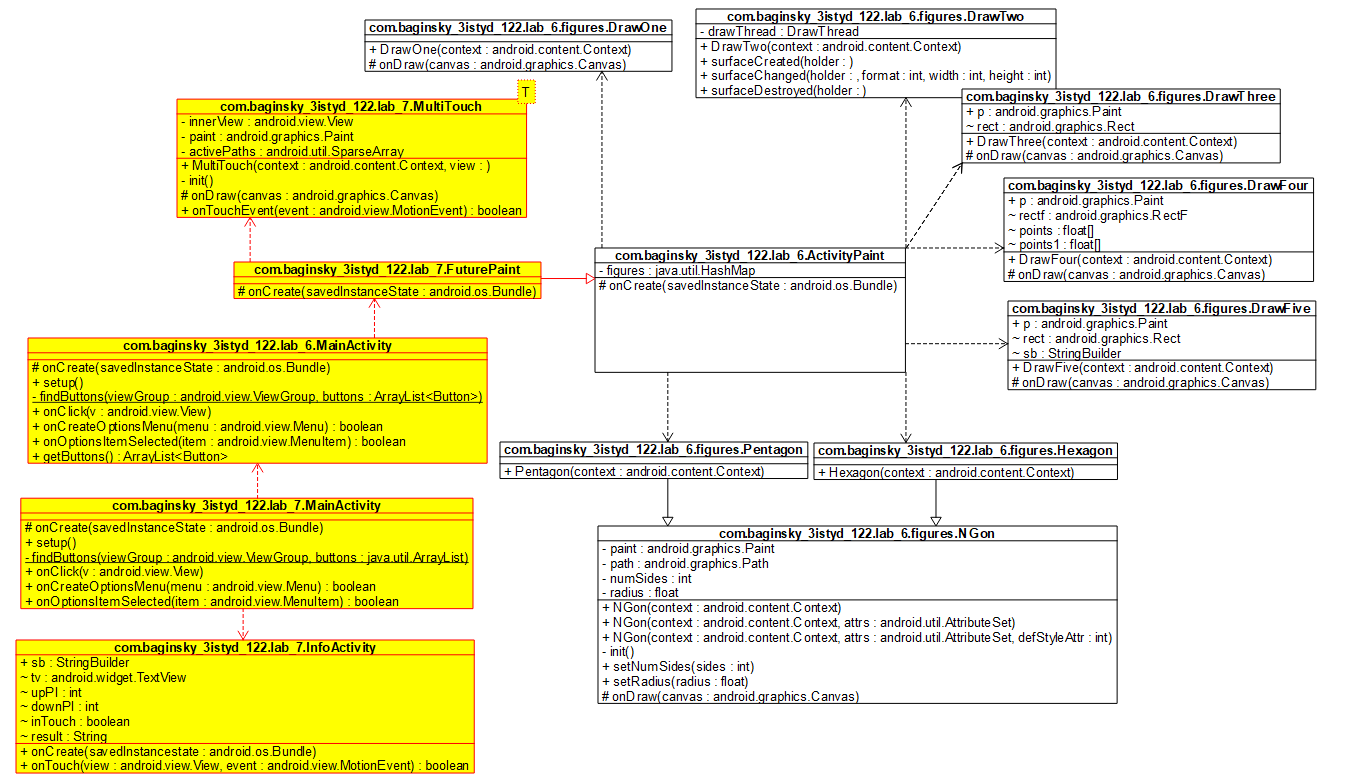 com.baginsky_3istyd_122.lab_6.figures.DrawOne
+ DrawOne(context : android.content.Context)
# onDraw(canvas : android.graphics.Canvas)
com.baginsky_3istyd_122.lab_6.figures.DrawTwo
- drawThread : DrawThread
+ DrawTwo(context : android.content.Context)
+ surfaceCreated(holder : )
+ surfaceChanged(holder : , format : int, width : int, height : int)
+ surfaceDestroyed(holder : )
T
com.baginsky_3istyd_122.lab_7.MultiTouch
- innerView : android.view.View
- paint : android.graphics.Paint
- activePaths : android.util.SparseArray
+ MultiTouch(context : android.content.Context, view : )
- init()
# onDraw(canvas : android.graphics.Canvas)
+ onTouchEvent(event : android.view.MotionEvent) : boolean
com.baginsky_3istyd_122.lab_6.figures.DrawThree
+ p : android.graphics.Paint
~ rect : android.graphics.Rect
+ DrawThree(context : android.content.Context)
# onDraw(canvas : android.graphics.Canvas)
com.baginsky_3istyd_122.lab_6.figures.DrawFour
+ p : android.graphics.Paint
~ rectf : android.graphics.RectF
~ points : float[]
~ points1 : float[]
+ DrawFour(context : android.content.Context)
# onDraw(canvas : android.graphics.Canvas)
com.baginsky_3istyd_122.lab_7.FuturePaint
# onCreate(savedInstanceState : android.os.Bundle)
com.baginsky_3istyd_122.lab_6.ActivityPaint
- figures : java.util.HashMap
# onCreate(savedInstanceState : android.os.Bundle)
com.baginsky_3istyd_122.lab_6.figures.DrawFive
+ p : android.graphics.Paint
~ rect : android.graphics.Rect
~ sb : StringBuilder
+ DrawFive(context : android.content.Context)
# onDraw(canvas : android.graphics.Canvas)
com.baginsky_3istyd_122.lab_6.MainActivity
# onCreate(savedInstanceState : android.os.Bundle)
+ setup()
- findButtons(viewGroup : android.view.ViewGroup, buttons : ArrayList<Button>)
+ onClick(v : android.view.View)
+ onCreateOptionsMenu(menu : android.view.Menu) : boolean
+ onOptionsItemSelected(item : android.view.MenuItem) : boolean
+ getButtons() : ArrayList<Button>
com.baginsky_3istyd_122.lab_6.figures.Pentagon
+ Pentagon(context : android.content.Context)
com.baginsky_3istyd_122.lab_6.figures.Hexagon
+ Hexagon(context : android.content.Context)
com.baginsky_3istyd_122.lab_7.MainActivity
# onCreate(savedInstanceState : android.os.Bundle)
+ setup()
- findButtons(viewGroup : android.view.ViewGroup, buttons : java.util.ArrayList)
+ onClick(v : android.view.View)
+ onCreateOptionsMenu(menu : android.view.Menu) : boolean
+ onOptionsItemSelected(item : android.view.MenuItem) : boolean
com.baginsky_3istyd_122.lab_6.figures.NGon
- paint : android.graphics.Paint
- path : android.graphics.Path
- numSides : int
- radius : float
+ NGon(context : android.content.Context)
+ NGon(context : android.content.Context, attrs : android.util.AttributeSet)
+ NGon(context : android.content.Context, attrs : android.util.AttributeSet, defStyleAttr : int)
- init()
+ setNumSides(sides : int)
+ setRadius(radius : float)
# onDraw(canvas : android.graphics.Canvas)
com.baginsky_3istyd_122.lab_7.InfoActivity
+ sb : StringBuilder
~ tv : android.widget.TextView
~ upPI : int
~ downPI : int
~ inTouch : boolean
~ result : String
+ onCreate(savedInstancestate : android.os.Bundle)
+ onTouch(view : android.view.View, event : android.view.MotionEvent) : boolean